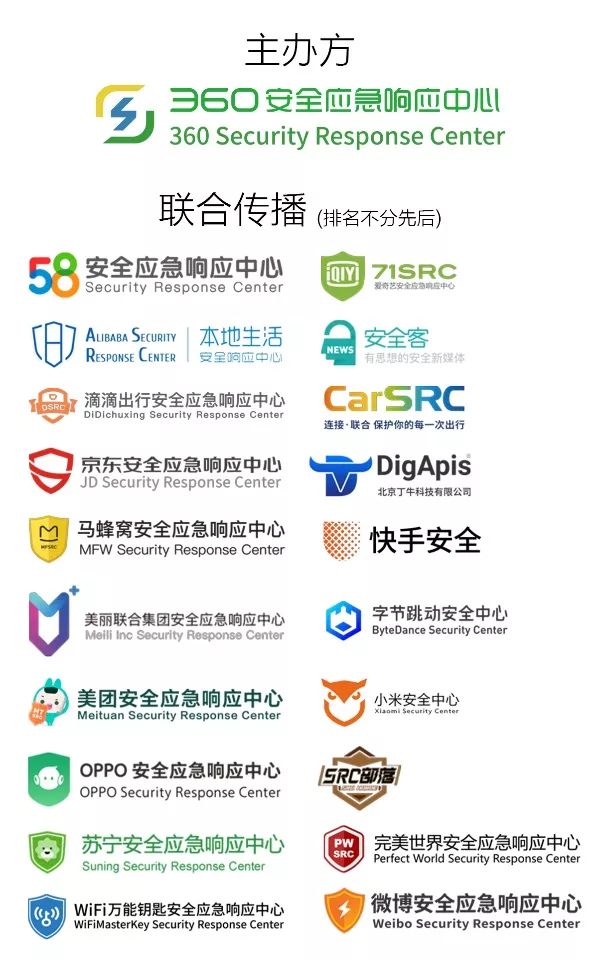 主办方
360安全应急响应中心
360 Security Response Center
联合传播 (排名不分先后)
58 安全应急响应中心
Security Response Center
iQIYI 71SRC
爱奇艺安全应急响应中心
ALIBABA SECURITY RESPONSE CENTER
本地生活
安全响应中心
NEWS 安全客
有思想的安全新媒体
DSRC 滴滴出行安全应急响应中心
DiDichuxing Security Response Center
CarSRC
连接·联合 保护你的每一次出行
京东安全应急响应中心
JD Security Response Center
DigApis®
北京丁牛科技有限公司
MFSRC 马蜂窝安全应急响应中心
MFW Security Response Center
快手安全
美丽联合集团安全应急响应中心
Meili Inc Security Response Center
字节跳动安全中心
ByteDance Security Center
MT SRC 美团安全应急响应中心
Meituan Security Response Center
小米安全中心
Xiaomi Security Center
OPPO 安全应急响应中心
OPPO Security Response Center
SRC部落
苏宁安全应急响应中心
Suning Security Response Center
PW SRC 完美世界安全应急响应中心
Perfect World Security Response Center
WiFi万能钥匙安全应急响应中心
WiFiMasterKey Security Response Center
微博安全应急响应中心
Weibo Security Response Center